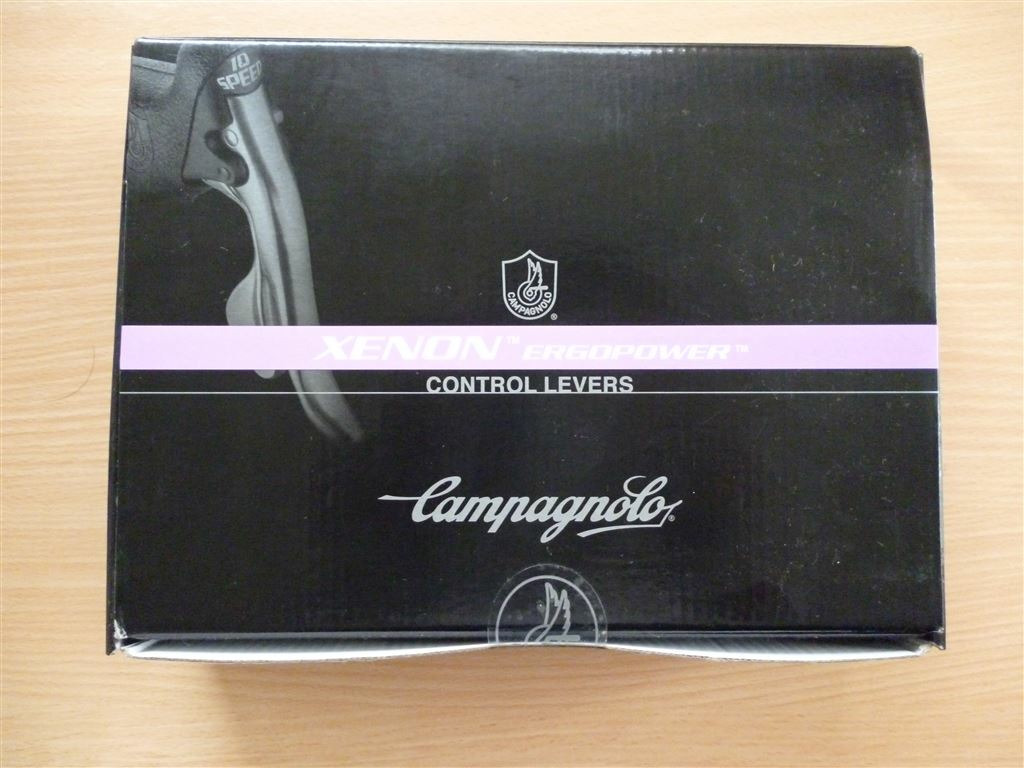 10
SPEED
CAMPAGNOLO
®
XENON™ ERGOPOWER™
CONTROL LEVERS
Campagnolo®